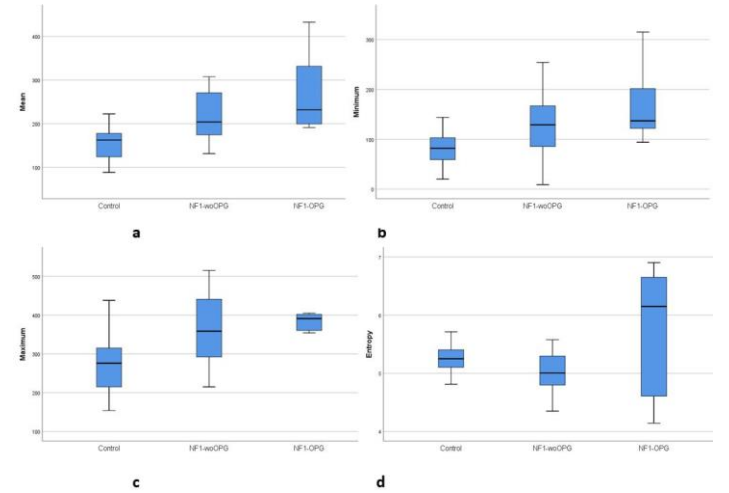 Mean
400
300
200
100
Control NF1-woOPG NF1-OPG
a
Minimum
300
200
100
0
Control NF1-woOPG NF1-OPG
b
Maximum
500
400
300
200
100
Control NF1-woOPG NF1-OPG
c
Entropy
7
6
5
4
Control NF1-woOPG NF1-OPG
d